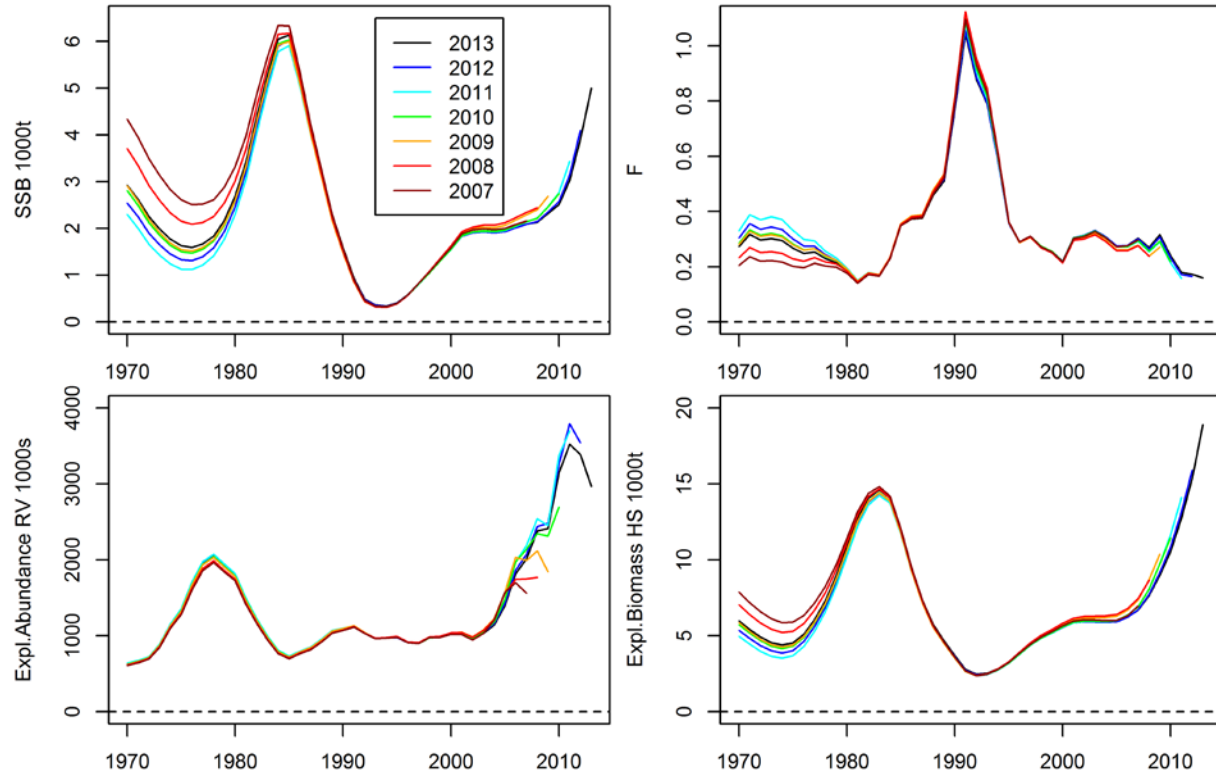 SSB 1000t
0 1 2 3 4 5 6
1970 1980 1990 2000 2010
2013
2012
2011
2010
2009
2008
2007
F
0.0 0.2 0.4 0.6 0.8 1.0
1970 1980 1990 2000 2010
Expl.Abundance RV 1000s
0 1000 2000 3000 4000
1970 1980 1990 2000 2010
Expl.Biomass HS 1000t
0 5 10 15 20
1970 1980 1990 2000 2010